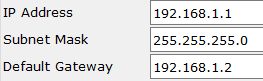 IP Address 192.168.1.1
Subnet Mask 255.255.255.0
Default Gateway 192.168.1.2